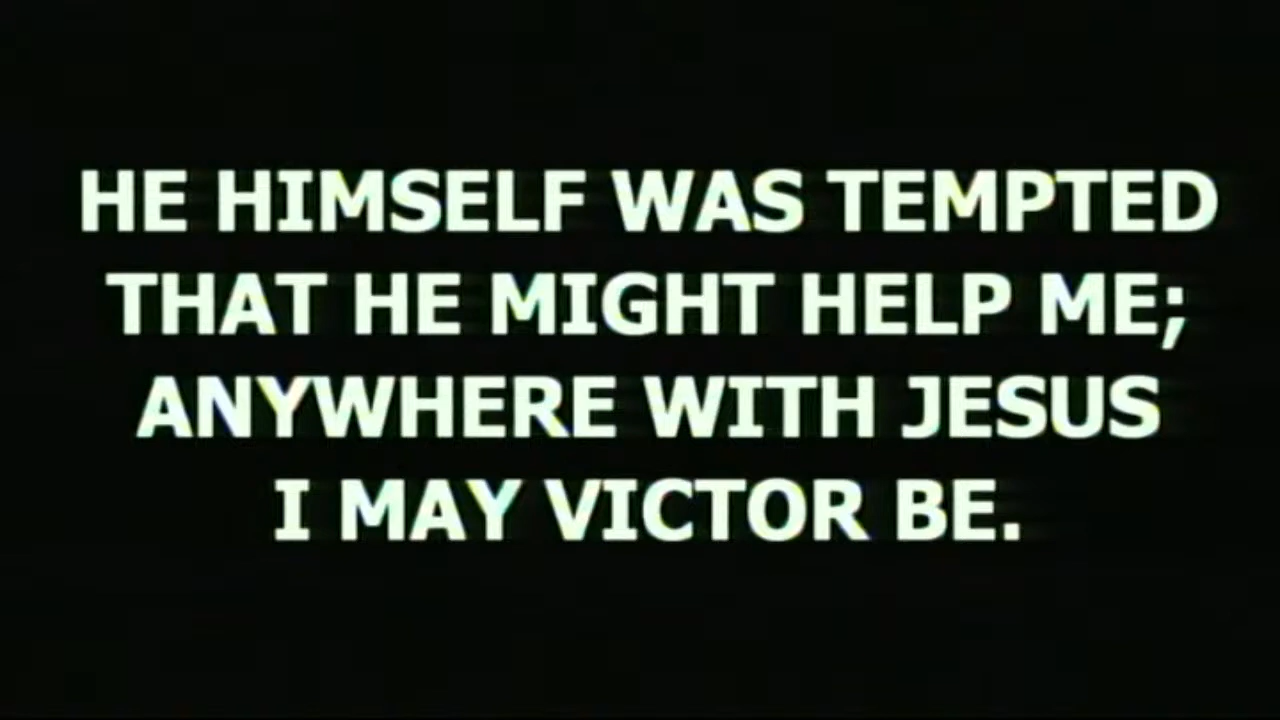 HE HIMSELF WAS TEMPTED
THAT HE MIGHT HELP ME;
ANYWHERE WITH JESUS
I MAY VICTOR BE.